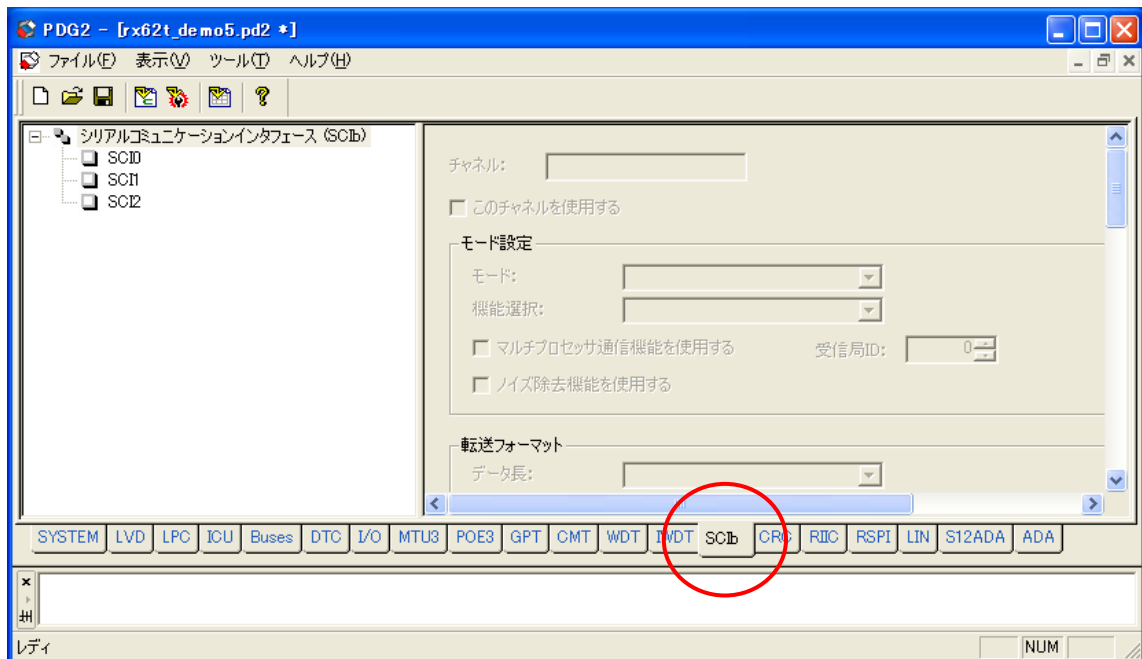 PDG2 - [rx62t_demo5.pd2 *]
ファイル(F) 表示(V) ツール(T) ヘルプ(H)
シリアルコミュニケーションインタフェース (SCIb)
SCI0
SCI1
SCI2
チャネル:
このチャネルを使用する
モード設定
モード:
機能選択:
マルチプロセッサ通信機能を使用する 受信局ID: 0
ノイズ除去機能を使用する
転送フォーマット
データ長:
SYSTEM LVD LPC ICU Buses DTC I/O MTU3 POE3 GPT CMT WDT IWDT SCIb CRC RIIC RSPI LIN S12ADA ADA
レディ NUM